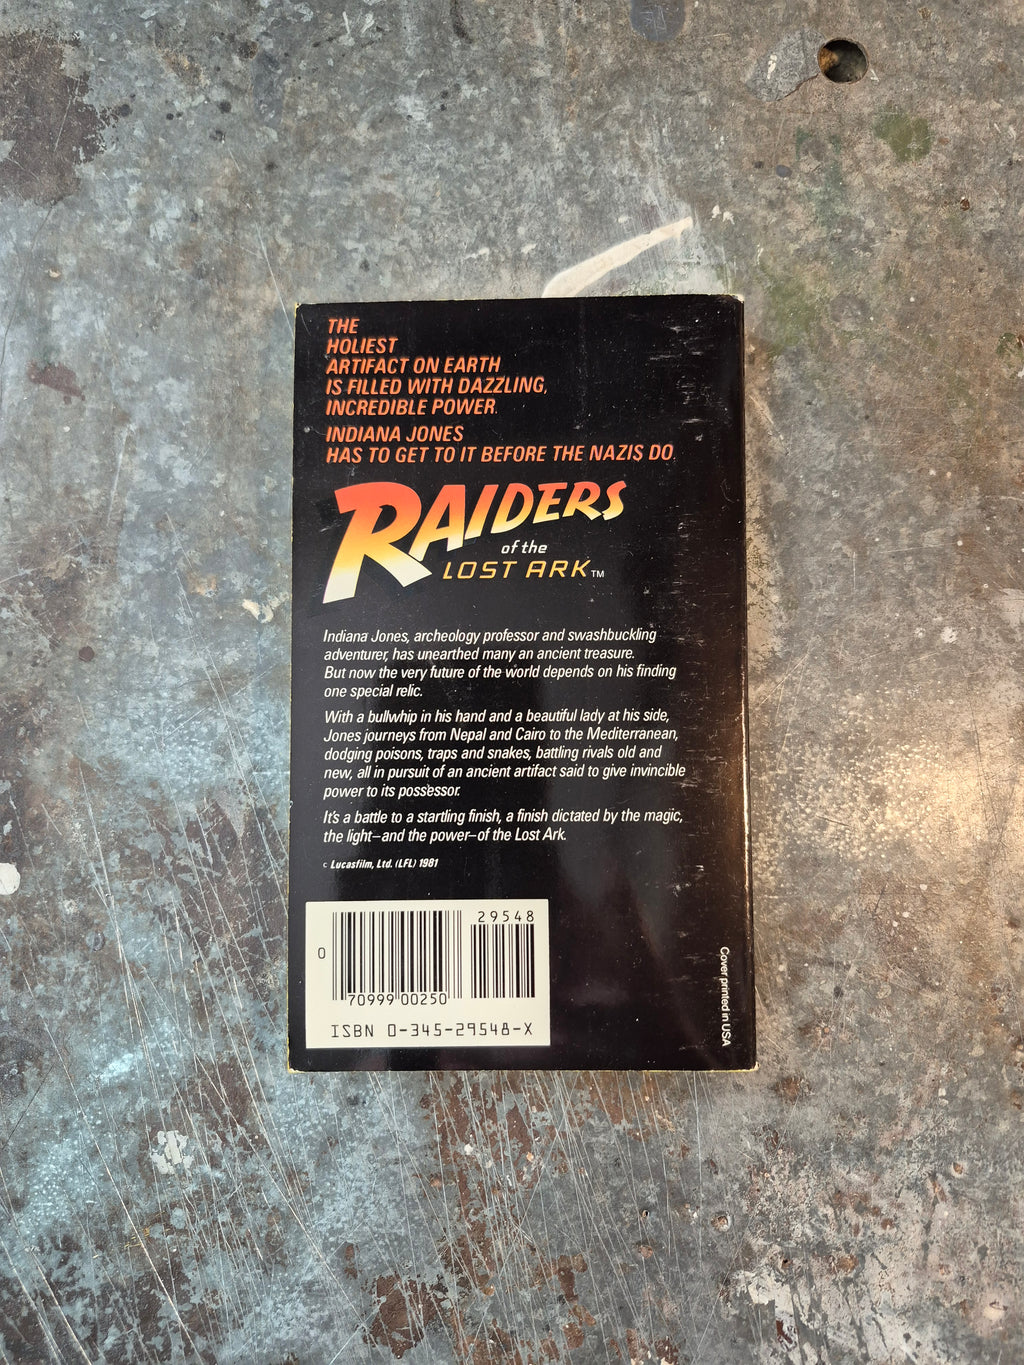 THE
HOLIEST
ARTIFACT ON EARTH
IS FILLED WITH DAZZLING,
INCREDIBLE POWER.
INDIANA JONES
HAS TO GET TO IT BEFORE THE NAZIS DO.
RAIDERS
of the
LOST ARK™
Indiana Jones, archeology professor and swashbuckling
adventurer, has unearthed many an ancient treasure.
But now the very future of the world depends on his finding
one special relic.
With a bullwhip in his hand and a beautiful lady at his side,
Jones journeys from Nepal and Cairo to the Mediterranean,
dodging poisons, traps and snakes, battling rivals old and
new, all in pursuit of an ancient artifact said to give invincible
power to its possessor.
It's a battle to a startling finish, a finish dictated by the magic,
the light—and the power—of the Lost Ark.
c Lucasfilm, Ltd. (LFL) 1981
29548
0
70999 00250
ISBN 0-345-29548-X
Cover printed in USA